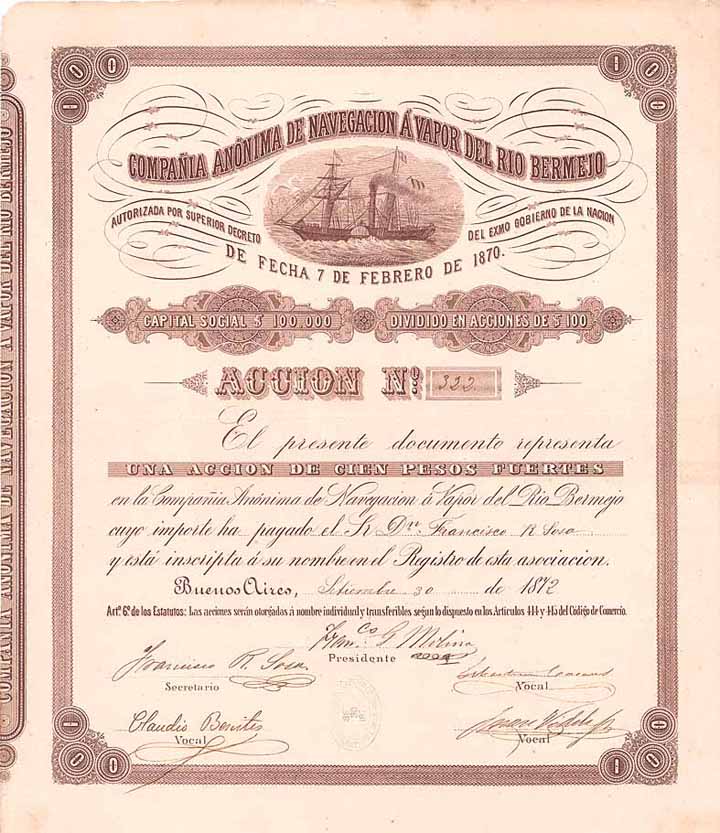 COMPAÑIA ANÓNIMA DE NAVEGACION Á VAPOR DEL RIO BERMEJO
AUTORIZADA POR SUPERIOR DECRETO DEL EXMO GOBIERNO DE LA NACION
DE FECHA 7 DE FEBRERO DE 1870.
CAPITAL SOCIAL $ 100,000 DIVIDIDO EN ACCIONES DE $ 100
ACCION Nº 322
El presente documento representa
UNA ACCION DE CIEN PESOS FUERTES
en la Compañia Anónima de Navegacion á Vapor del Rio Bermejo
cuyo importe ha pagado el Sr. Dn. Francisco R. Sosa
y está inscripta á su nombre en el Registro de esta asociacion.
Buenos Aires, Setiembre 30 de 1872
Artº 6º de los Estatutos: Las acciones serán otorgadas á nombre individual y transferibles segun lo dispuesto en los Artículos 414 y 415 del Código de Comercio.
Franco. G Molina
Presidente
Francisco R. Sosa
Secretario
Vocal
Claudio Benites
Vocal
Vocal
COMPAÑIA ANÓNIMA DE NAVEGACION Á VAPOR DEL RIO BERMEJO